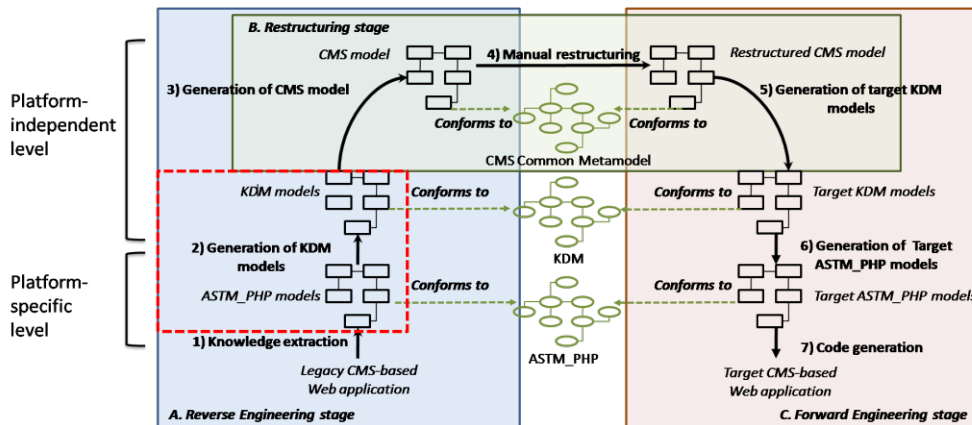 B. Restructuring stage
CMS model
4) Manual restructuring
Restructured CMS model
3) Generation of CMS model
5) Generation of target KDM
models
Platform-
independent
level
Conforms to
Conforms to
CMS Common Metamodel
KDM models
Conforms to
Conforms to
Target KDM models
2) Generation of KDM
models
KDM
6) Generation of Target
ASTM_PHP models
Platform-
specific
level
ASTM_PHP models
Conforms to
Conforms to
Target ASTM_PHP models
1) Knowledge extraction
ASTM_PHP
7) Code generation
Legacy CMS-based
Web application
Target CMS-based
Web application
A. Reverse Engineering stage
C. Forward Engineering stage